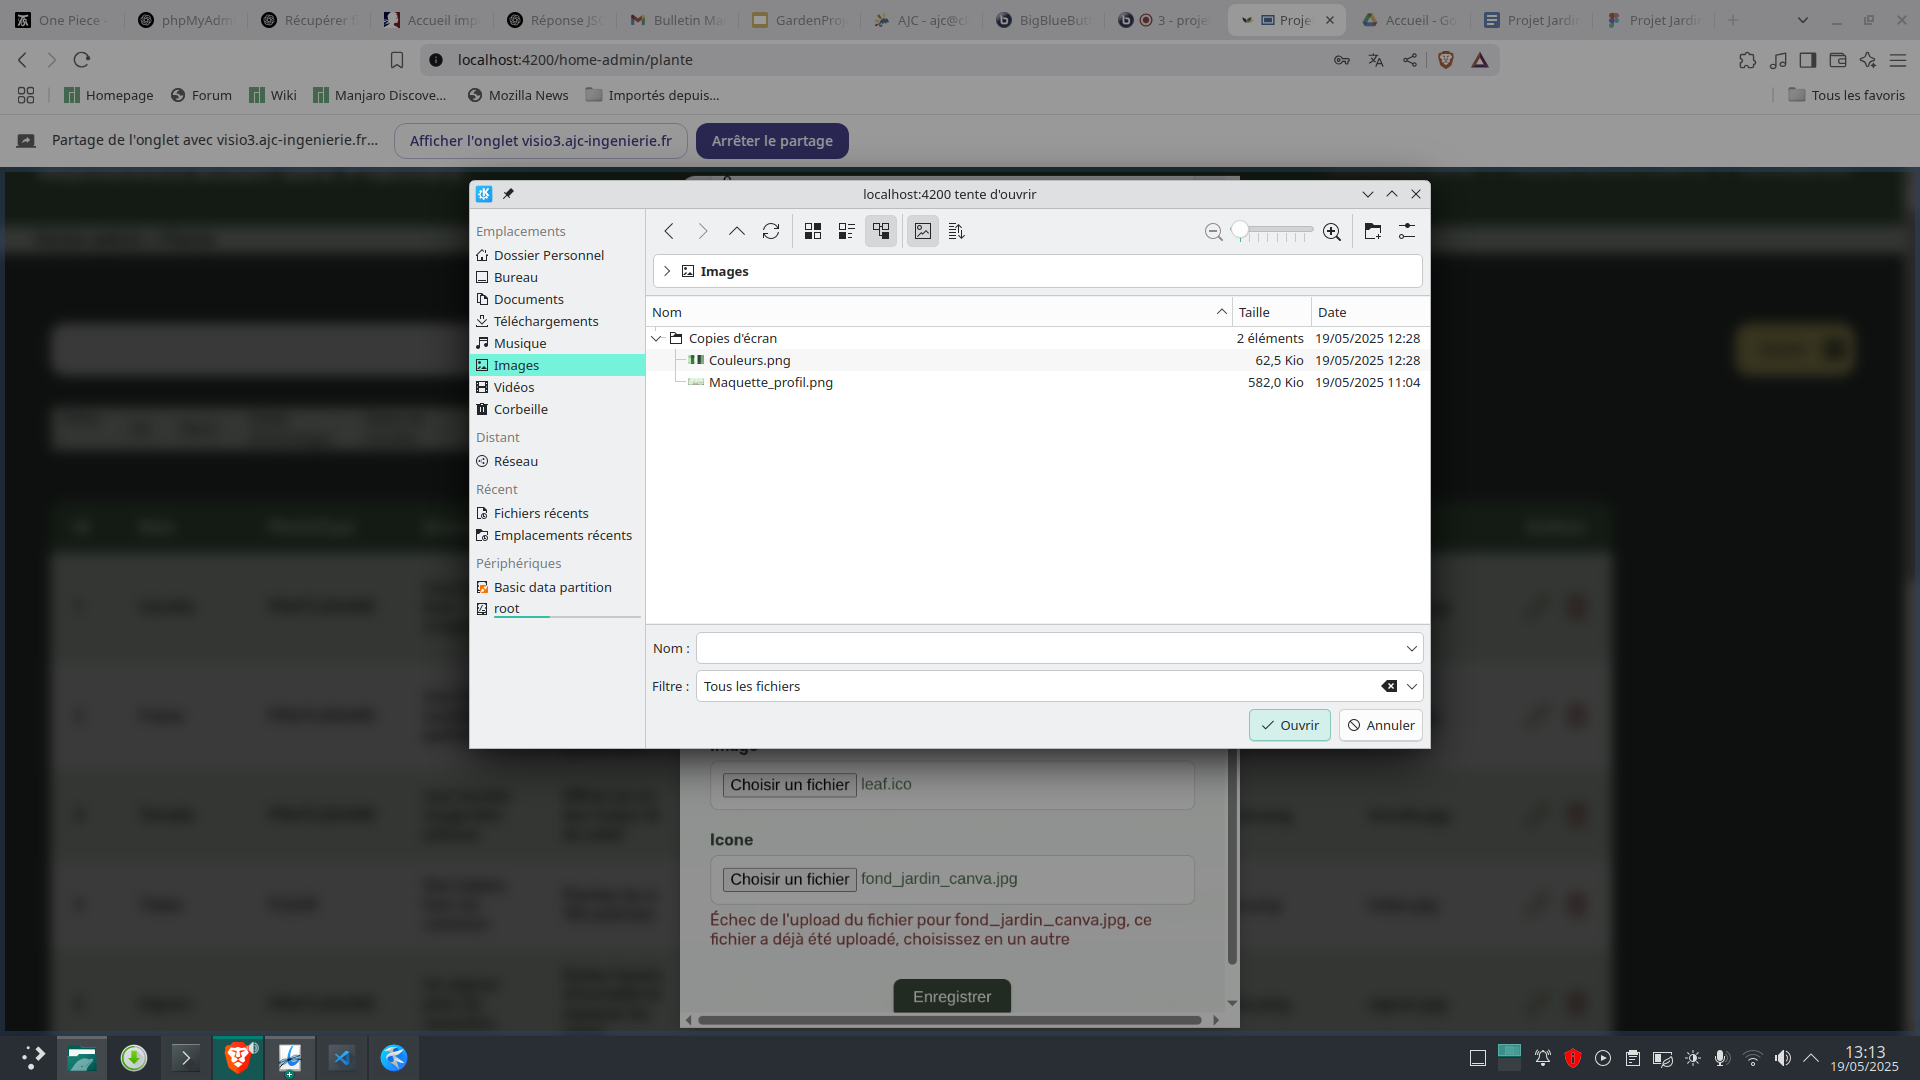 One Piece -
phpMyAdm
Récupérer f
Accueil imp
Réponse JSC
Bulletin Ma
GardenProj
AJC - ajc@c
BigBlueButt
3 - proje
Proje
Accueil - Go
Projet Jardin
Projet Jardin
localhost:4200/home-admin/plante
Homepage
Forum
Wiki
Manjaro Discove...
Mozilla News
Importés depuis...
Tous les favoris
Partage de l'onglet avec visio3.ajc-ingenierie.fr...
Afficher l'onglet visio3.ajc-ingenierie.fr
Arrêter le partage
localhost:4200 tente d'ouvrir
Emplacements
Dossier Personnel
Bureau
Documents
Téléchargements
Musique
Images
Vidéos
Corbeille
Distant
Réseau
Récent
Fichiers récents
Emplacements récents
Périphériques
Basic data partition
root
Images
Nom Taille Date
Copies d'écran 2 éléments 19/05/2025 12:28
Couleurs.png 62,5 Kio 19/05/2025 12:28
Maquette_profil.png 582,0 Kio 19/05/2025 11:04
Nom :
Filtre : Tous les fichiers
Ouvrir
Annuler
Image
Choisir un fichier leaf.ico
Icone
Choisir un fichier fond_jardin_canva.jpg
Échec de l'upload du fichier pour fond_jardin_canva.jpg, ce
fichier a déjà été uploadé, choisissez en un autre
Enregistrer
13:13
19/05/2025